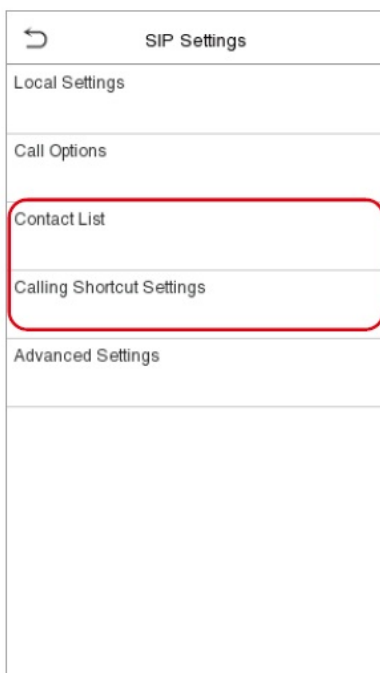 SIP Settings
Local Settings
Call Options
Contact List
Calling Shortcut Settings
Advanced Settings